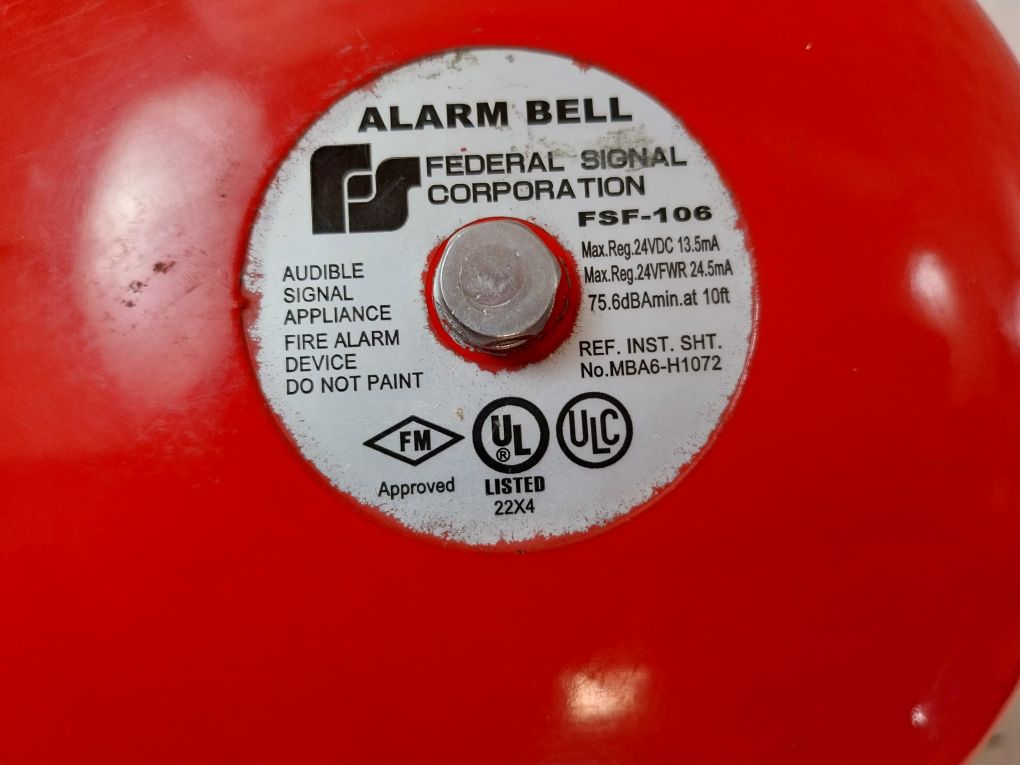 ALARM BELL
FS FEDERAL SIGNAL
CORPORATION
FSF-106
Max.Reg.24VDC 13.5mA
Max.Reg.24VFWR 24.5mA
75.6dBAmin.at 10ft
AUDIBLE
SIGNAL
APPLIANCE
FIRE ALARM
DEVICE
DO NOT PAINT
REF. INST. SHT.
No.MBA6-H1072
FM
Approved
UL
®
LISTED
22X4
ULC